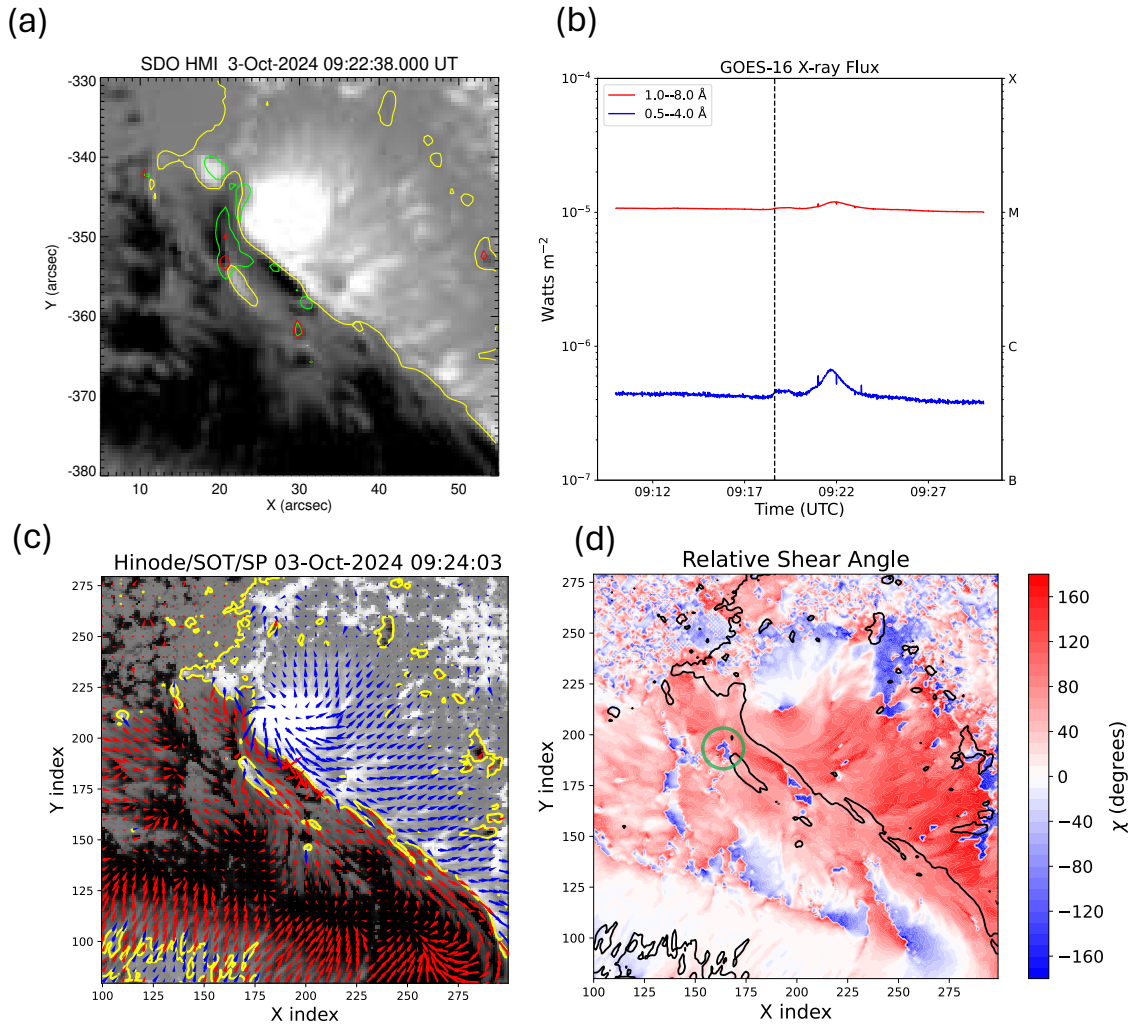 (a)
SDO HMI 3-Oct-2024 09:22:38.000 UT
-330
-340
-350
-360
-370
-380
Y (arcsec)
10
20
30
40
50
X (arcsec)
(b)
GOES-16 X-ray Flux
1.0--8.0 Å
0.5--4.0 Å
10⁻⁴
10⁻⁵
10⁻⁶
10⁻⁷
Watts m⁻²
X
M
C
B
09:12
09:17
09:22
09:27
Time (UTC)
(c)
Hinode/SOT/SP 03-Oct-2024 09:24:03
275
250
225
200
175
150
125
100
Y index
100
125
150
175
200
225
250
275
X index
(d)
Relative Shear Angle
275
250
225
200
175
150
125
100
Y index
100
125
150
175
200
225
250
275
X index
160
120
80
40
0
−40
−80
−120
−160
χ (degrees)